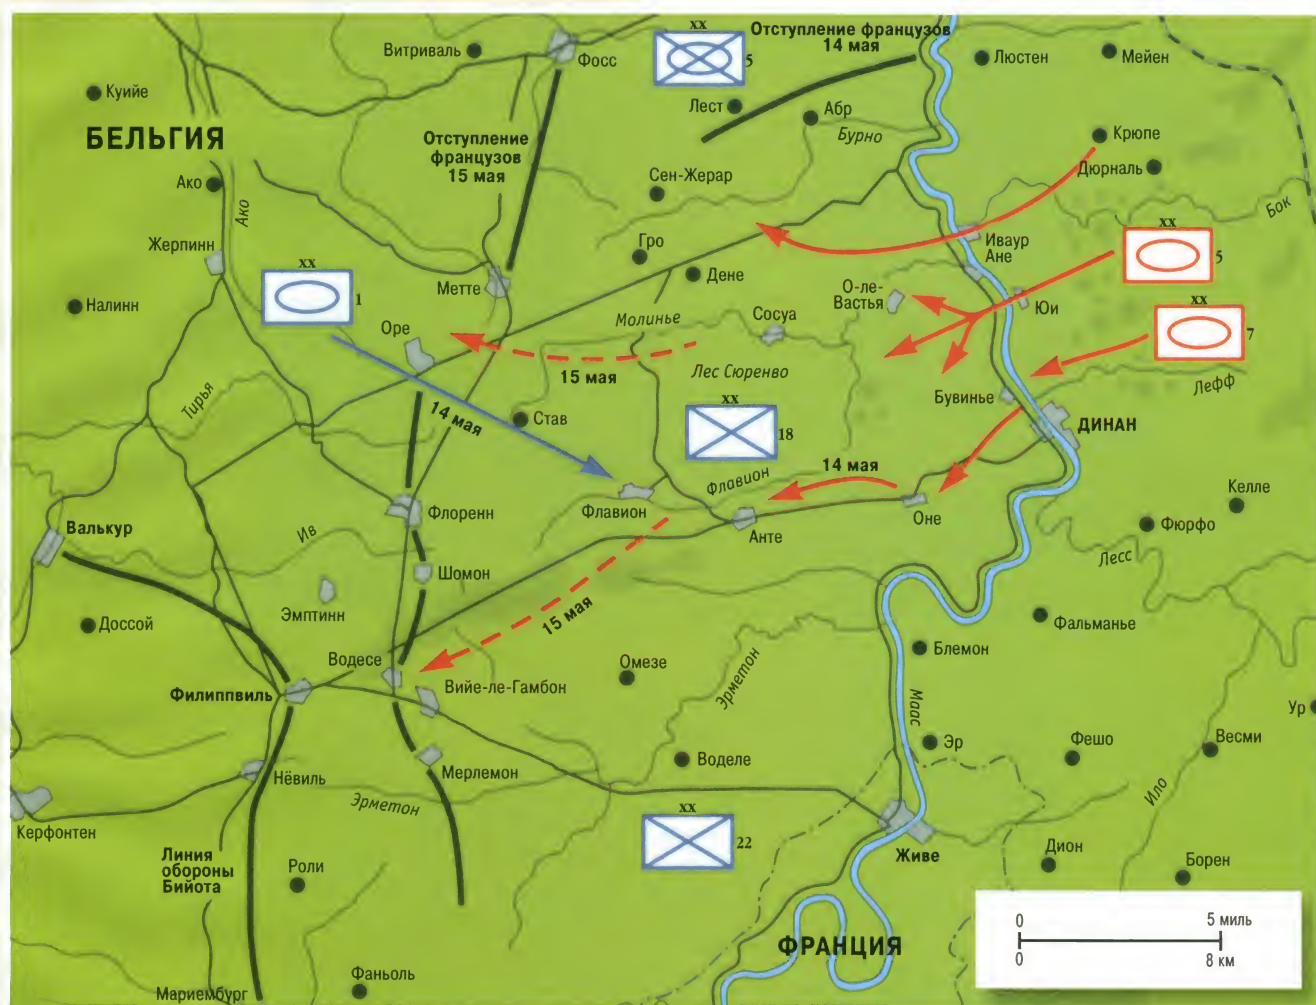 Отступление французов
14 мая
xx
5
Витриваль
Фосс
Люстен
Мейен
Куийе
БЕЛЬГИЯ
Лест
Абр
Бурно
Крюпе
Отступление
французов
15 мая
Дюрналь
Ако
Ако
Сен-Жерар
Бок
Жерпинн
xx
1
Гро
Дене
Иваур
Ане
xx
5
Метте
О-ле-
Вастья
Юи
Налинн
Оре
Молинье
Сосуа
xx
7
15 мая
Лес Сюренво
Лефф
Тирья
14 мая
Став
xx
18
Бувинье
ДИНАН
Флавион
14 мая
Келле
Валькур
Флоренн
Флавион
Анте
Оне
Фюрфо
Ив
Шомон
Лесс
Эмптинн
15 мая
Доссой
Фальманье
Водесе
Омезе
Эрметон
Блемон
Филиппвиль
Вийе-ле-Гамбон
Маас
Ур
Эр
Фешо
Весми
Нёвиль
Мерлемон
Воделе
Эрметон
Ило
Керфонтен
xx
22
Живе
Линия
обороны
Бийота
Роли
Дион
Борен
ФРАНЦИЯ
0
5 миль
0
8 км
Фаньоль
Мариембург